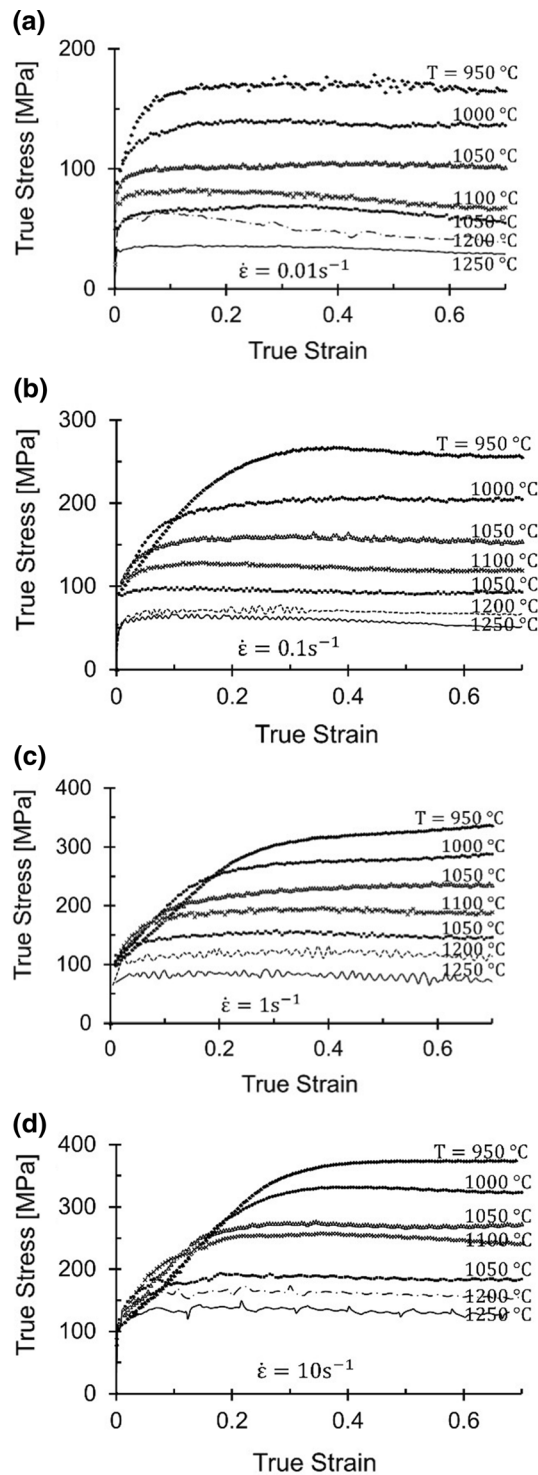 (a)
True Stress [MPa]
200
100
0
T = 950 °C
1000 °C
1050 °C
1100 °C
1050 °C
1200 °C
1250 °C
ε̇ = 0.01s⁻¹
0 0.2 0.4 0.6
True Strain
(b)
True Stress [MPa]
300
200
100
0
T = 950 °C
1000 °C
1050 °C
1100 °C
1050 °C
1200 °C
1250 °C
ε̇ = 0.1s⁻¹
0 0.2 0.4 0.6
True Strain
(c)
True Stress [MPa]
400
300
200
100
0
T = 950 °C
1000 °C
1050 °C
1100 °C
1050 °C
1200 °C
1250 °C
ε̇ = 1s⁻¹
0 0.2 0.4 0.6
True Strain
(d)
True Stress [MPa]
400
300
200
100
0
T = 950 °C
1000 °C
1050 °C
1100 °C
1050 °C
1200 °C
1250 °C
ε̇ = 10s⁻¹
0 0.2 0.4 0.6
True Strain